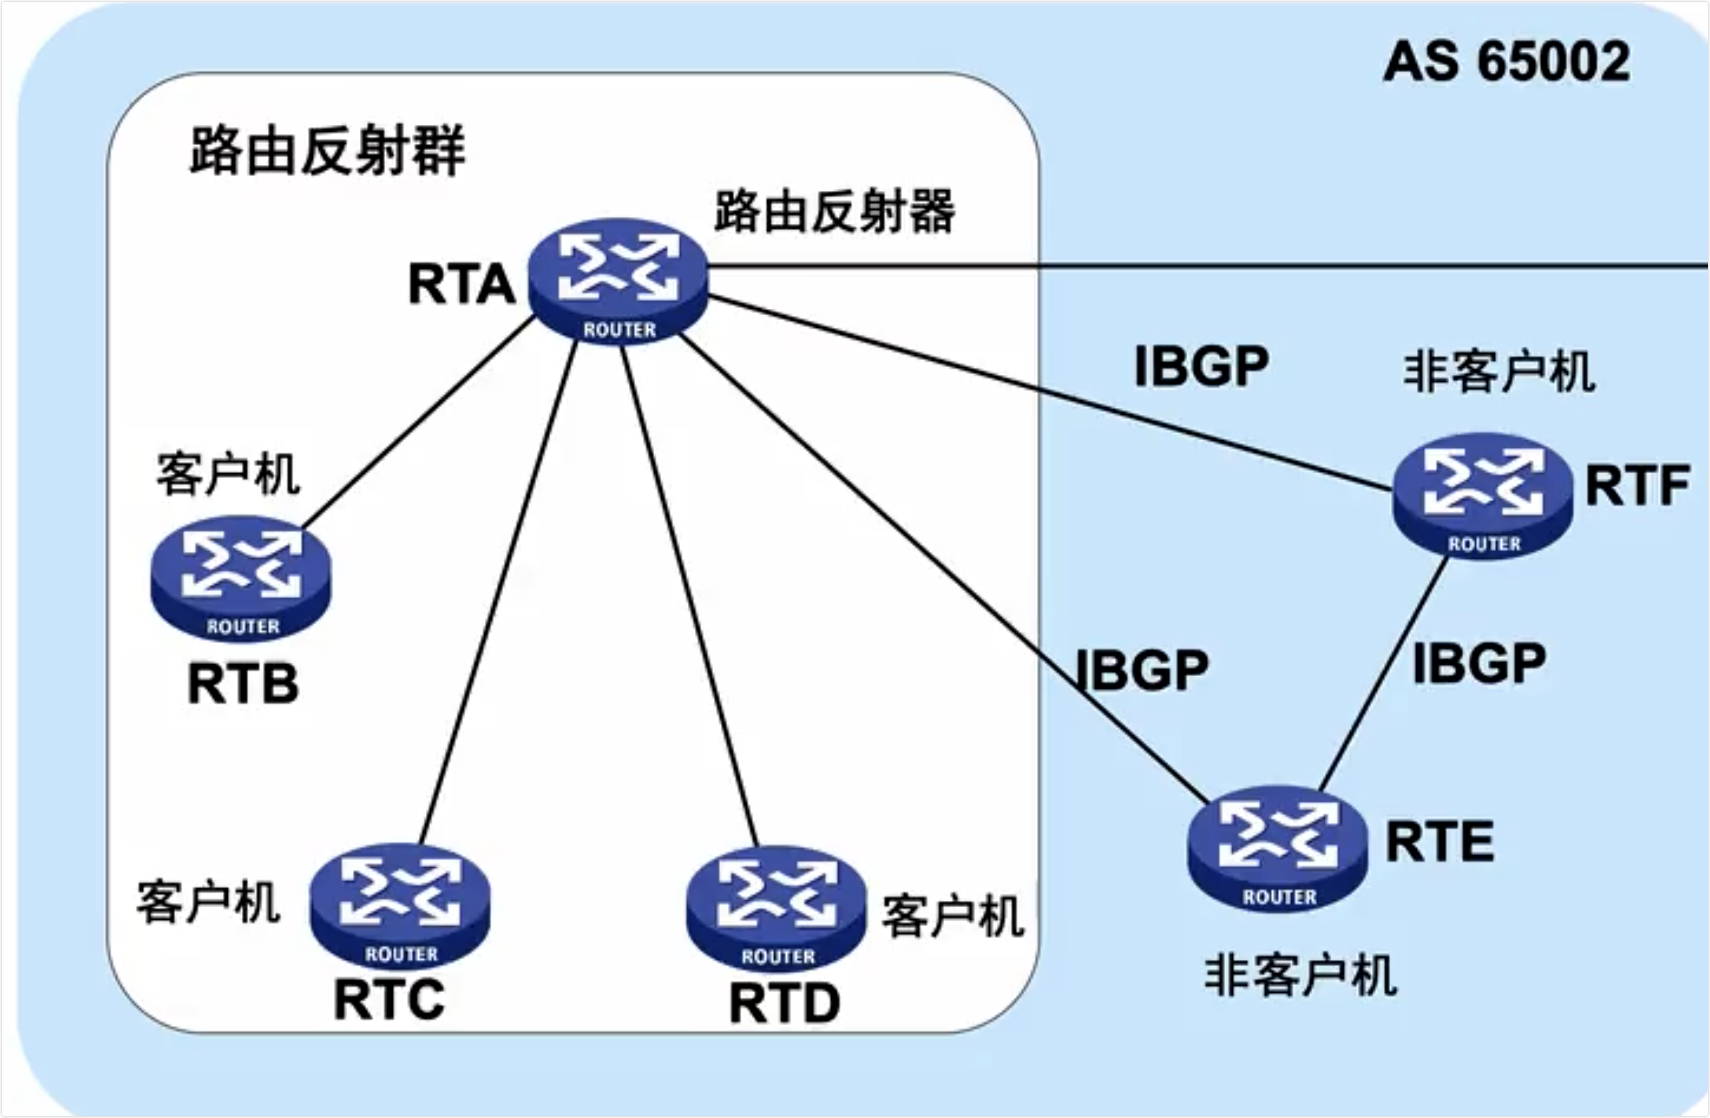 AS 65002
路由反射群
路由反射器
RTA
ROUTER
IBGP
非客户机
客户机
RTF
ROUTER
ROUTER
RTB
IBGP
IBGP
RTE
ROUTER
客户机
客户机
ROUTER
ROUTER
RTC
RTD
非客户机